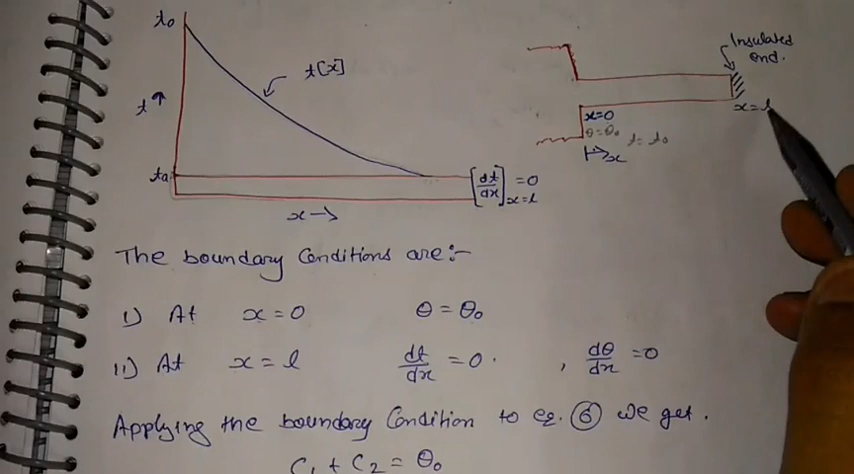 t₀
t[x]
t↑
tₐ
x→
[dt/dx]x=l = 0
Insulated
end.
x=0
θ=θ₀ t=t₀
↦x
x=l
The boundary Conditions are:-
i) At x=0 θ=θ₀
ii) At x=l dt/dx =0. , dθ/dx =0
Applying the boundary Condition to eq. ⑥ we get.
C₁ + C₂ = θ₀